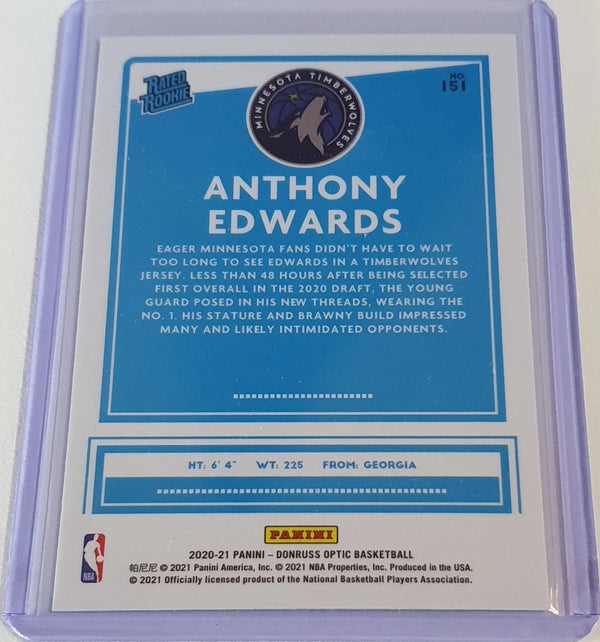 RATED
ROOKIE
MINNESOTA TIMBERWOLVES
NO.
151
ANTHONY
EDWARDS
EAGER MINNESOTA FANS DIDN'T HAVE TO WAIT
TOO LONG TO SEE EDWARDS IN A TIMBERWOLVES
JERSEY. LESS THAN 48 HOURS AFTER BEING SELECTED
FIRST OVERALL IN THE 2020 DRAFT, THE YOUNG
GUARD POSED IN HIS NEW THREADS, WEARING THE
NO. 1. HIS STATURE AND BRAWNY BUILD IMPRESSED
MANY AND LIKELY INTIMIDATED OPPONENTS.
HT: 6' 4" WT: 225 FROM: GEORGIA
PANINI
2020-21 PANINI – DONRUSS OPTIC BASKETBALL
帕尼尼 © 2021 Panini America, Inc. © 2021 NBA Properties, Inc. Produced in the USA.
© 2021 Officially licensed product of the National Basketball Players Association.
NBA